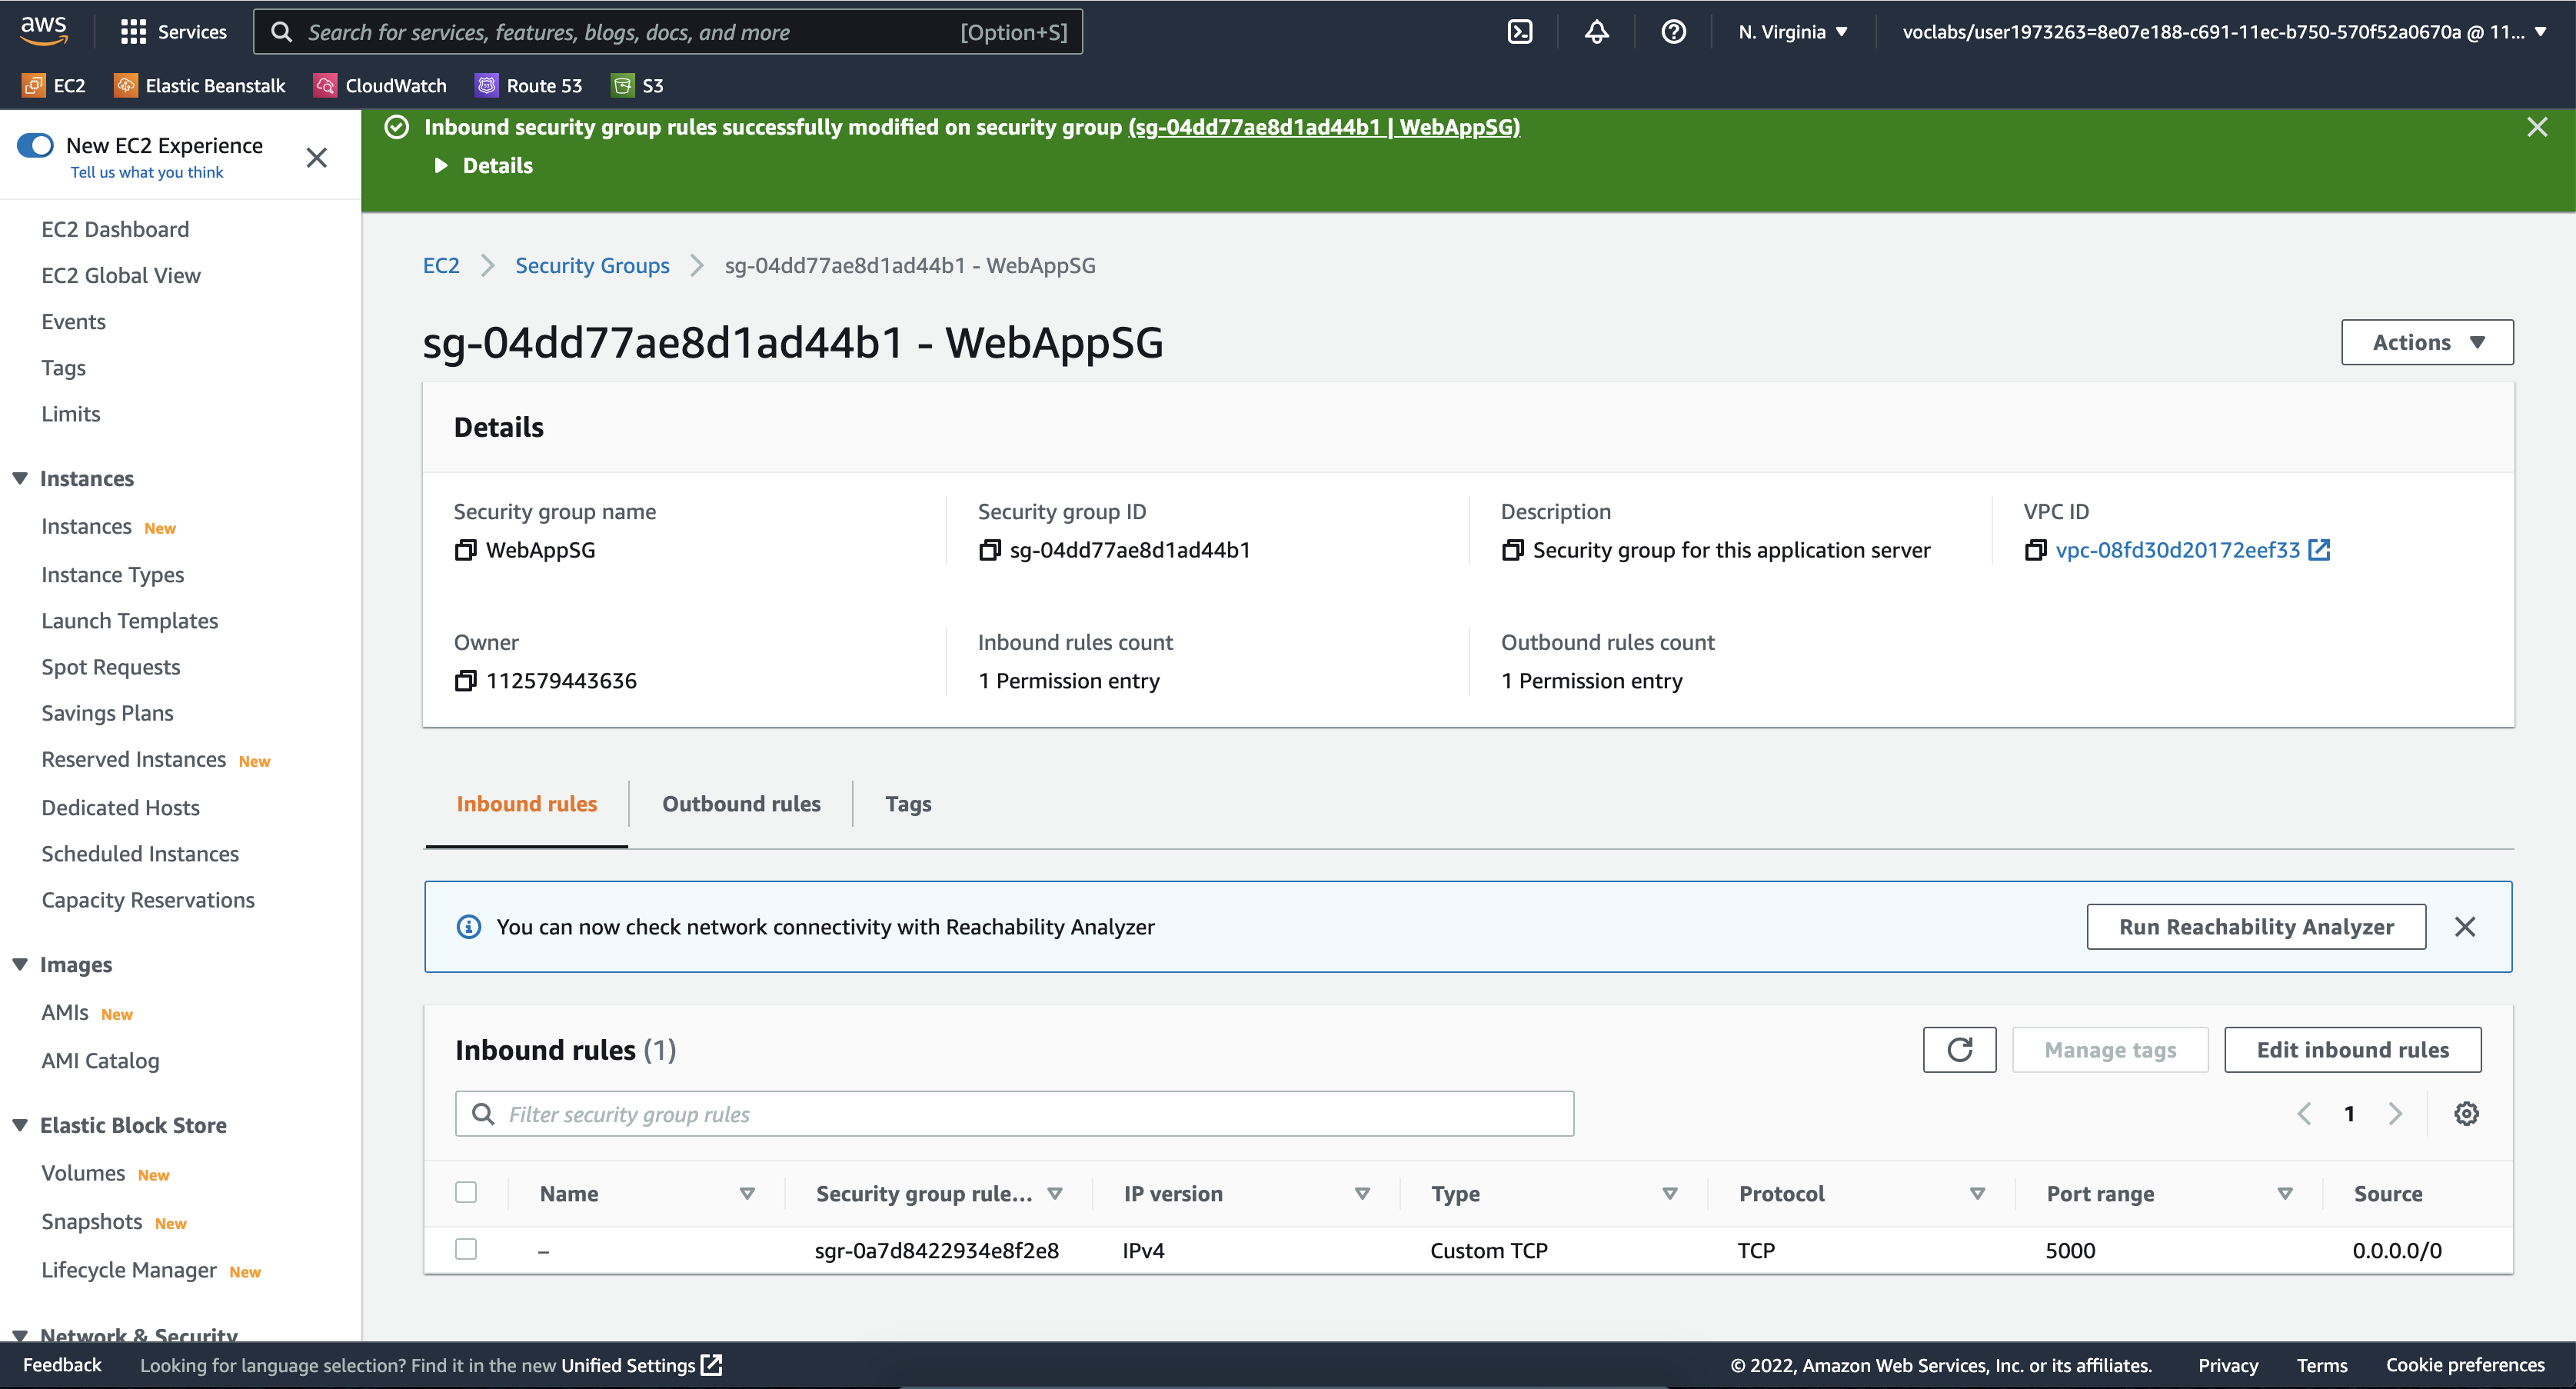 aws
Services
Search for services, features, blogs, docs, and more [Option+S]
N. Virginia
voclabs/user1973263=8e07e188-c691-11ec-b750-570f52a0670a @ 11...
EC2
Elastic Beanstalk
CloudWatch
Route 53
S3
New EC2 Experience
Tell us what you think
EC2 Dashboard
EC2 Global View
Events
Tags
Limits
Instances
Instances New
Instance Types
Launch Templates
Spot Requests
Savings Plans
Reserved Instances New
Dedicated Hosts
Scheduled Instances
Capacity Reservations
Images
AMIs New
AMI Catalog
Elastic Block Store
Volumes New
Snapshots New
Lifecycle Manager New
Network & Security
Inbound security group rules successfully modified on security group (sg-04dd77ae8d1ad44b1 | WebAppSG)
Details
EC2
Security Groups
sg-04dd77ae8d1ad44b1 - WebAppSG
sg-04dd77ae8d1ad44b1 - WebAppSG
Actions
Details
Security group name
WebAppSG
Security group ID
sg-04dd77ae8d1ad44b1
Description
Security group for this application server
VPC ID
vpc-08fd30d20172eef33
Owner
112579443636
Inbound rules count
1 Permission entry
Outbound rules count
1 Permission entry
Inbound rules
Outbound rules
Tags
You can now check network connectivity with Reachability Analyzer
Run Reachability Analyzer
Inbound rules (1)
Manage tags
Edit inbound rules
Filter security group rules
1
Name
Security group rule...
IP version
Type
Protocol
Port range
Source
–
sgr-0a7d8422934e8f2e8
IPv4
Custom TCP
TCP
5000
0.0.0.0/0
Feedback
Looking for language selection? Find it in the new Unified Settings
© 2022, Amazon Web Services, Inc. or its affiliates.
Privacy
Terms
Cookie preferences